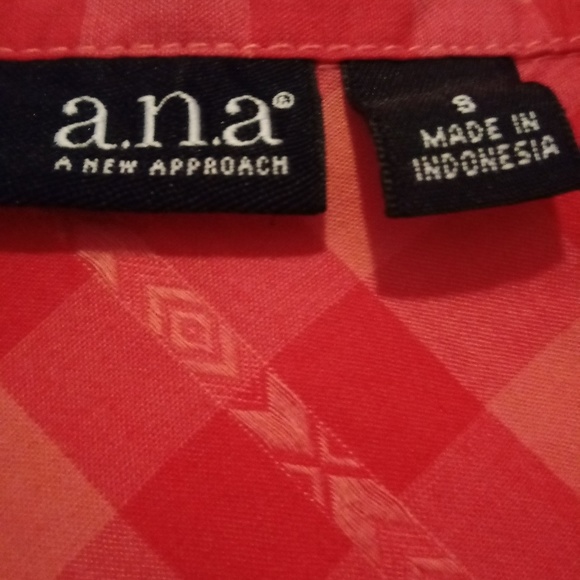 a.n.a®
A NEW APPROACH
S
MADE IN
INDONESIA